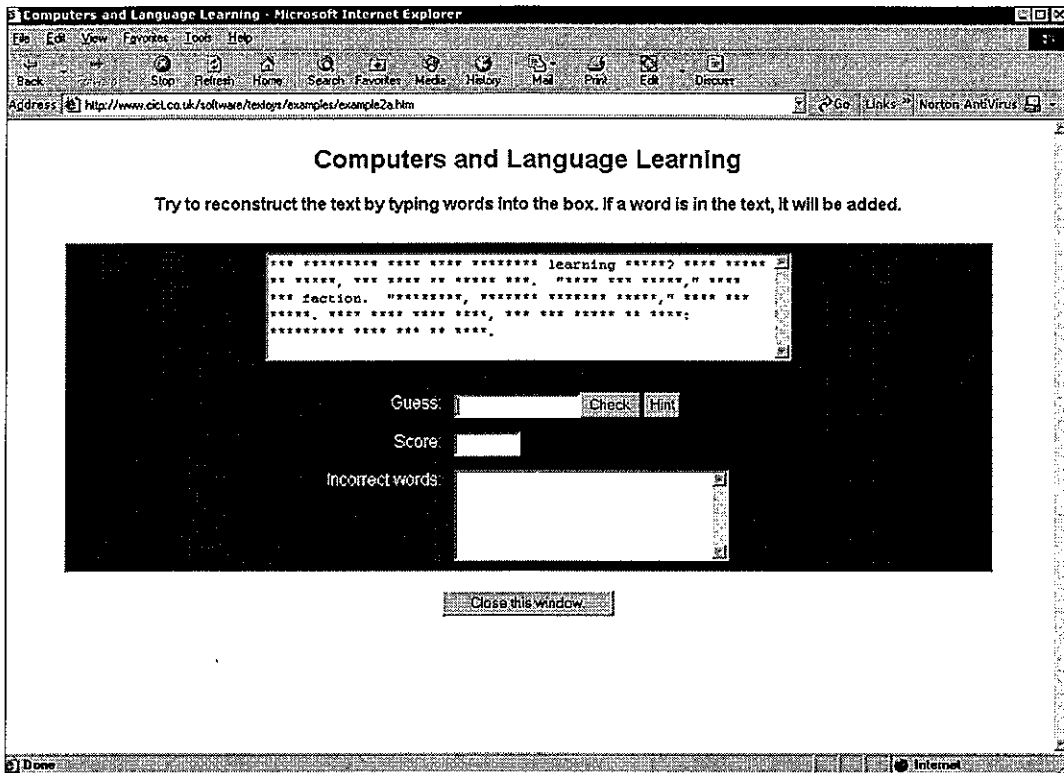 Computers and Language Learning - Microsoft Internet Explorer
File Edit View Favorites Tools Help
Back Stop Refresh Home Search Favorites Media History Mail Print Edit Discuss
Address http://www.cict.co.uk/software/textoys/examples/example2a.htm Go Links » Norton AntiVirus
Computers and Language Learning
Try to reconstruct the text by typing words into the box. If a word is in the text, it will be added.
*** ********* **** **** ******** learning *****? **** *****
** *****, *** **** ** ***** ***. "**** *** *****," ****
*** faction. "********, ******* ******* *****," **** ***
*****. **** **** **** ****, *** *** ***** ** ****:
********* **** *** ** ****.
Guess: Check Hint
Score:
Incorrect words:
Close this window
Done Internet